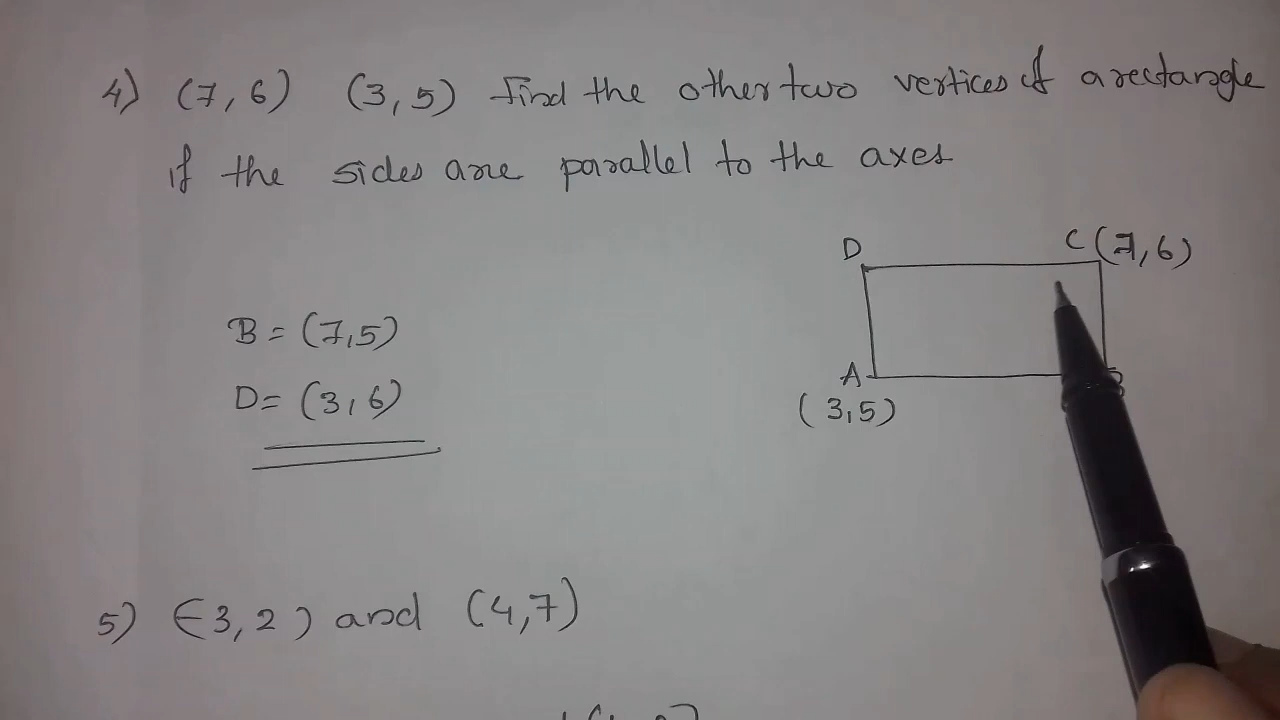 4) (7, 6) (3, 5) Find the other two vertices of a rectangle
if the sides are parallel to the axes
D C (7, 6)
B = (7, 5)
A
D = (3, 6)
(3, 5)
5) (-3, 2) and (4, 7)